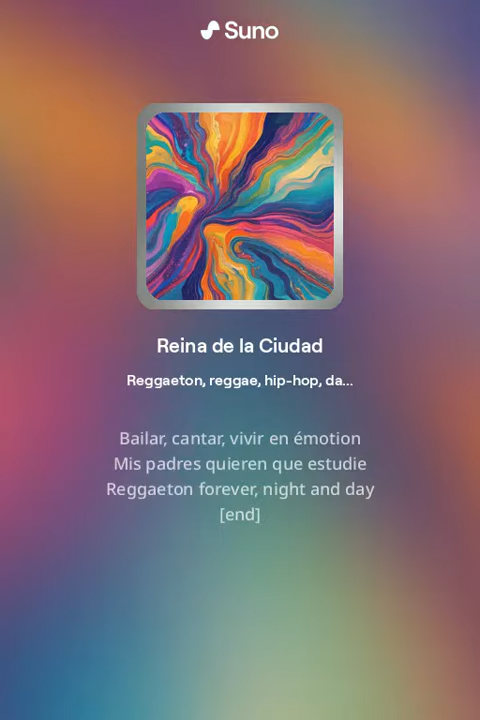 Suno
Reina de la Ciudad
Reggaeton, reggae, hip-hop, da...
Bailar, cantar, vivir en émotion
Mis padres quieren que estudie
Reggaeton forever, night and day
[end]